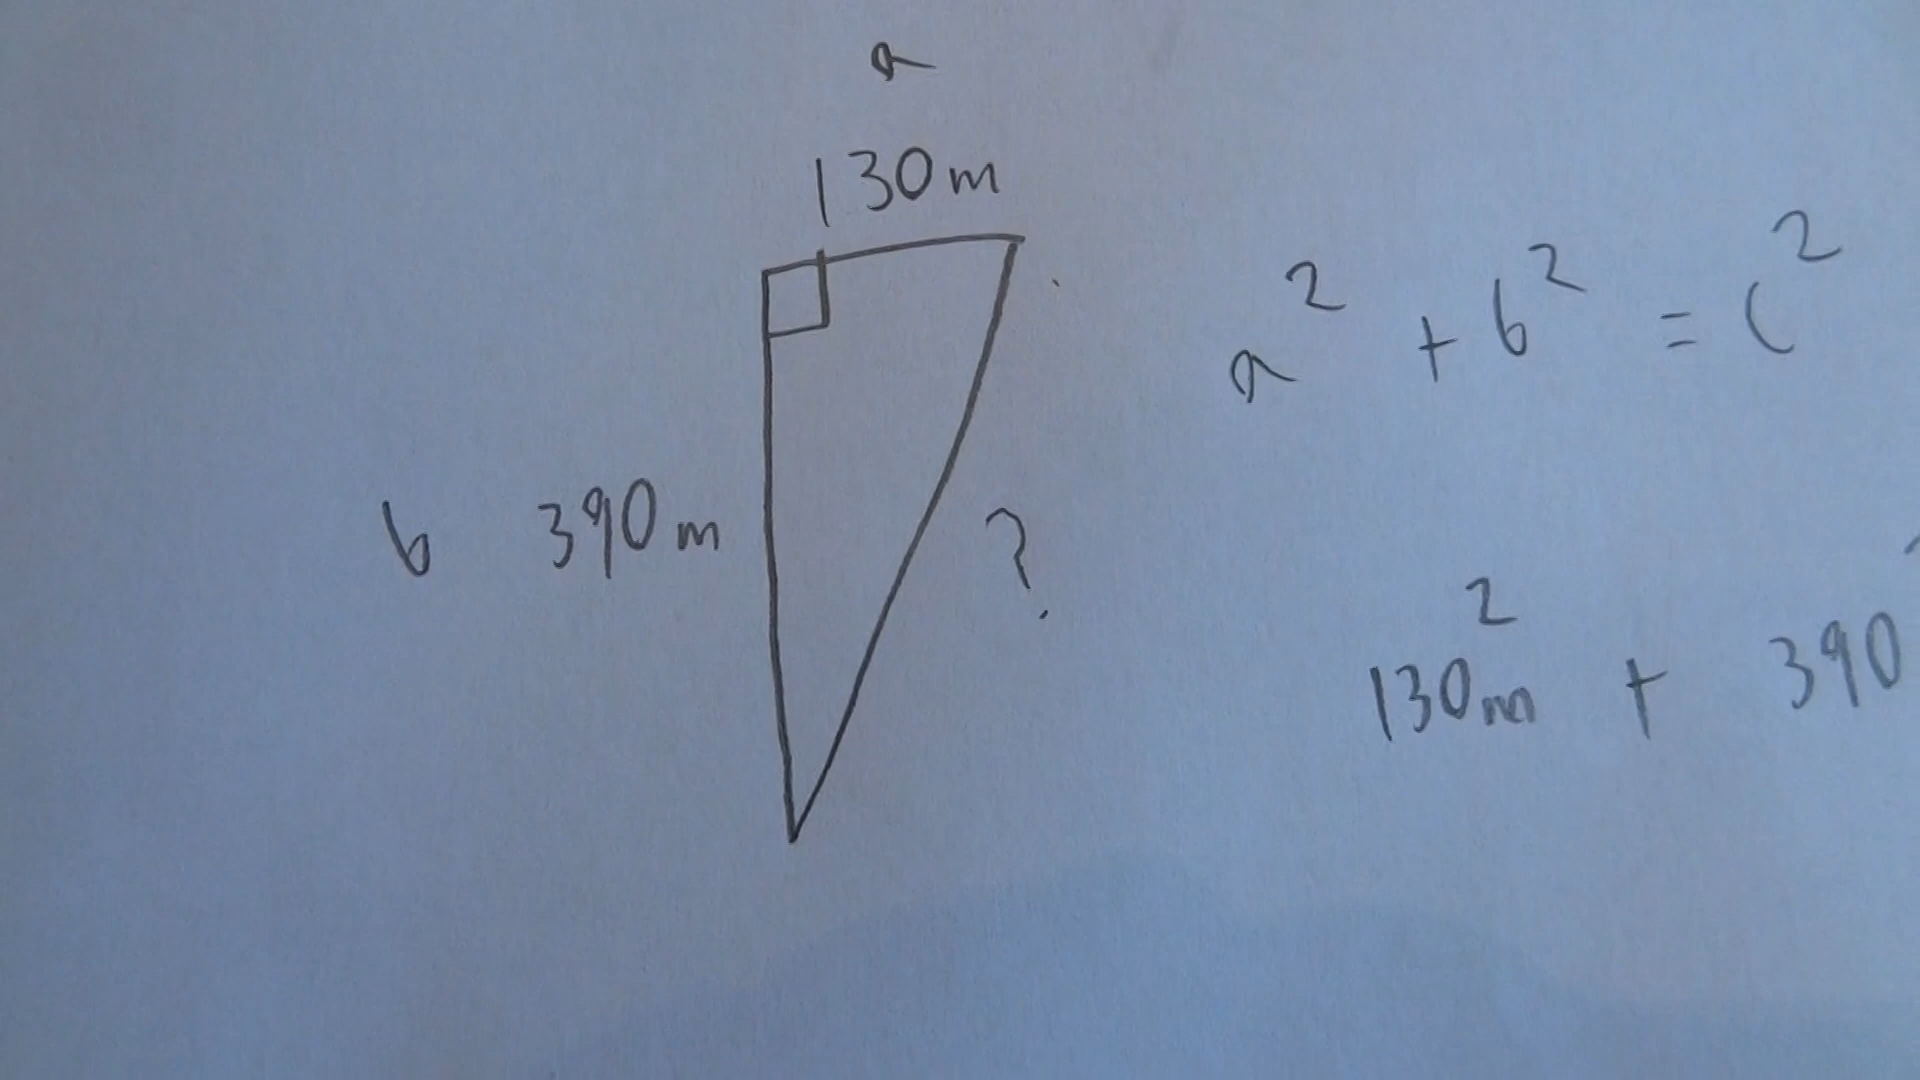 a
130m
a² + b² = c²
b 390m
?
130m² + 390